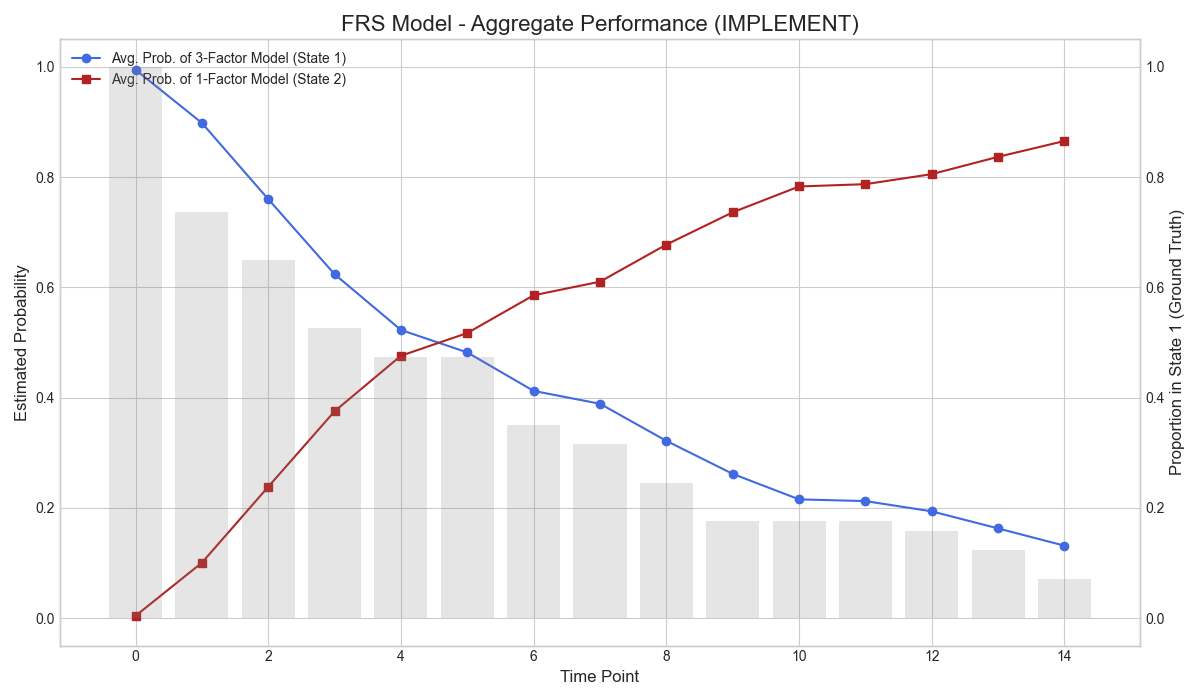 FRS Model - Aggregate Performance (IMPLEMENT)
Avg. Prob. of 3-Factor Model (State 1)
Avg. Prob. of 1-Factor Model (State 2)
Estimated Probability
1.0
0.8
0.6
0.4
0.2
0.0
1.0
0.8
0.6
0.4
0.2
0.0
Proportion in State 1 (Ground Truth)
0 2 4 6 8 10 12 14
Time Point